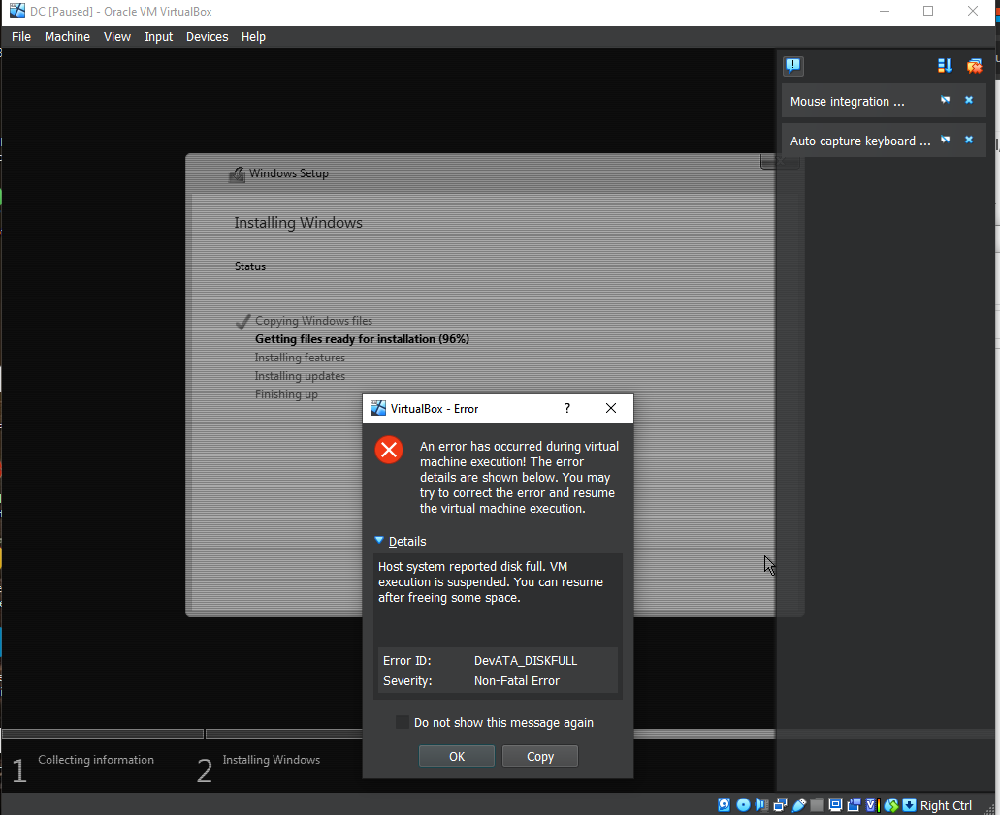 DC [Paused] - Oracle VM VirtualBox
File Machine View Input Devices Help
Mouse integration ...
Auto capture keyboard ...
Windows Setup
Installing Windows
Status
Copying Windows files
Getting files ready for installation (96%)
Installing features
Installing updates
Finishing up
VirtualBox - Error
?
An error has occurred during virtual
machine execution! The error
details are shown below. You may
try to correct the error and resume
the virtual machine execution.
Details
Host system reported disk full. VM
execution is suspended. You can resume
after freeing some space.
Error ID: DevATA_DISKFULL
Severity: Non-Fatal Error
Do not show this message again
OK Copy
1 Collecting information 2 Installing Windows
Right Ctrl